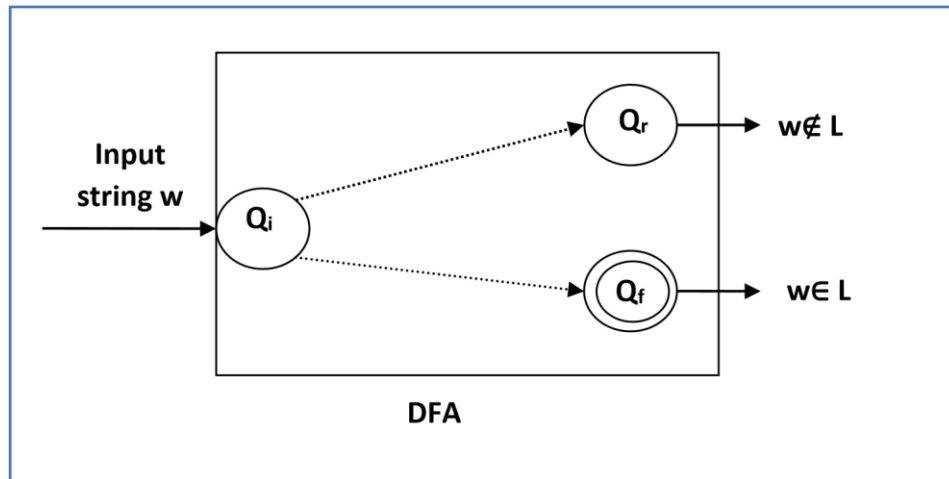 Input
string w
Qi
Qr
w∉ L
Qf
w∈ L
DFA